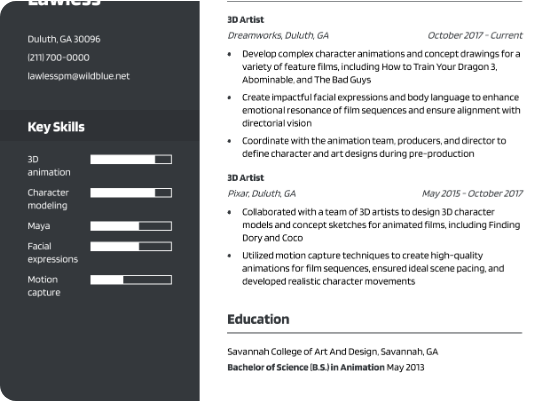 Lawless
Duluth, GA 30096
(211) 700-0000
lawlesspm@wildblue.net
Key Skills
3D
animation
Character
modeling
Maya
Facial
expressions
Motion
capture
3D Artist
Dreamworks, Duluth, GA October 2017 - Current
• Develop complex character animations and concept drawings for a
variety of feature films, including How to Train Your Dragon 3,
Abominable, and The Bad Guys
• Create impactful facial expressions and body language to enhance
emotional resonance of film sequences and ensure alignment with
directorial vision
• Coordinate with the animation team, producers, and director to
define character and art designs during pre-production
3D Artist
Pixar, Duluth, GA May 2015 - October 2017
• Collaborated with a team of 3D artists to design 3D character
models and concept sketches for animated films, including Finding
Dory and Coco
• Utilized motion capture techniques to create high-quality
animations for film sequences, ensured ideal scene pacing, and
developed realistic character movements
Education
Savannah College of Art And Design, Savannah, GA
Bachelor of Science (B.S.) in Animation May 2013